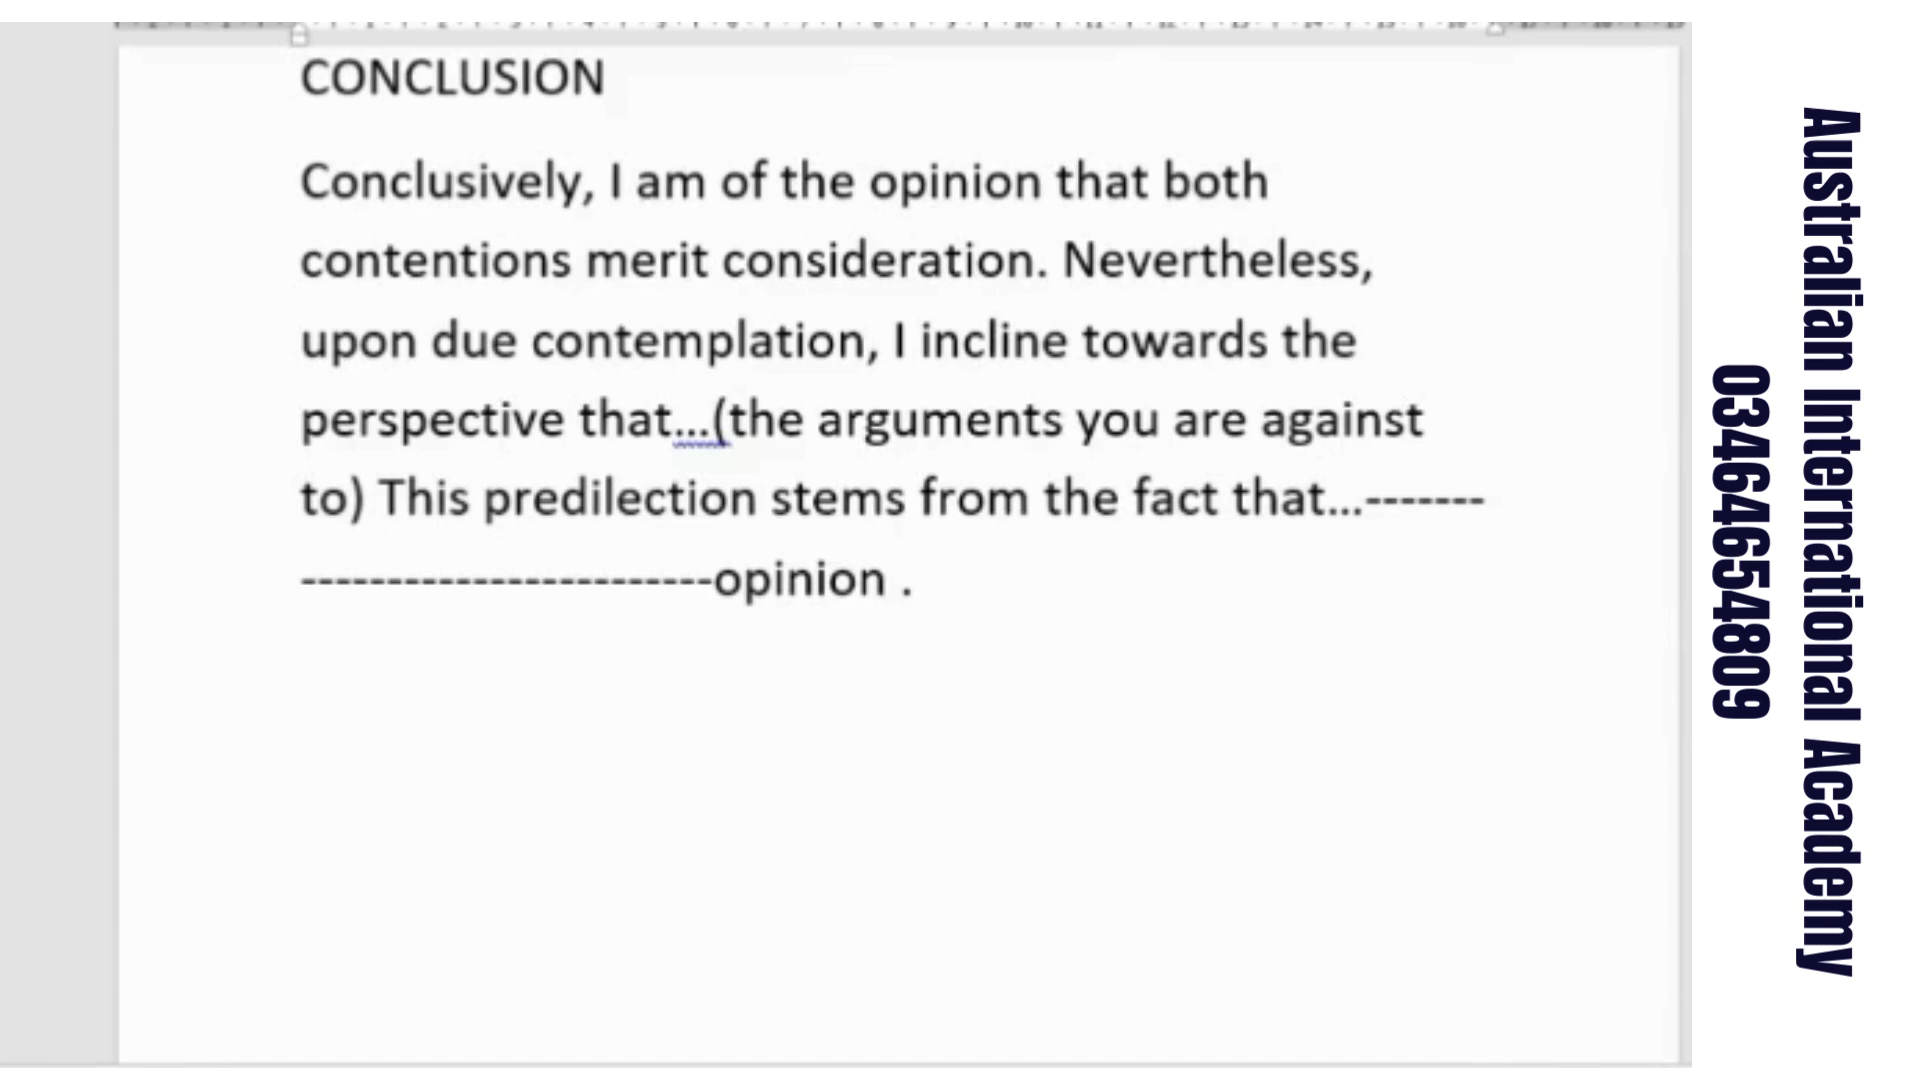 CONCLUSION
Conclusively, I am of the opinion that both
contentions merit consideration. Nevertheless,
upon due contemplation, I incline towards the
perspective that...(the arguments you are against
to) This predilection stems from the fact that...-------
------------------------opinion .
Australian International Academy
03464654809